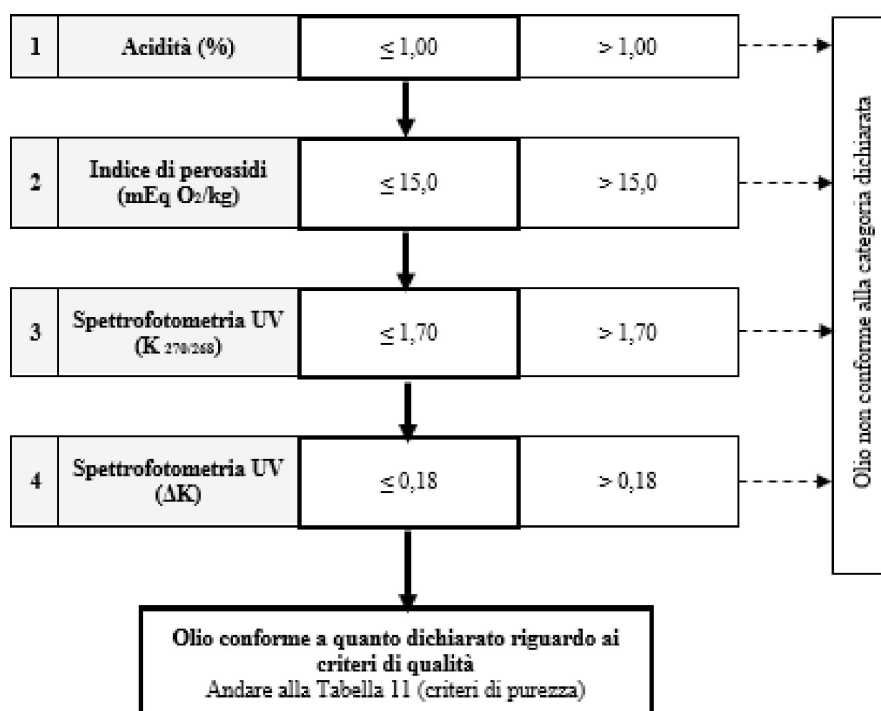 1 Acidità (%) ≤ 1,00 > 1,00
2 Indice di perossidi
(mEq O2/kg) ≤ 15,0 > 15,0
3 Spettrofotometria UV
(K 270/268) ≤ 1,70 > 1,70
4 Spettrofotometria UV
(ΔK) ≤ 0,18 > 0,18
Olio non conforme alla categoria dichiarata
Olio conforme a quanto dichiarato riguardo ai
criteri di qualità
Andare alla Tabella 11 (criteri di purezza)